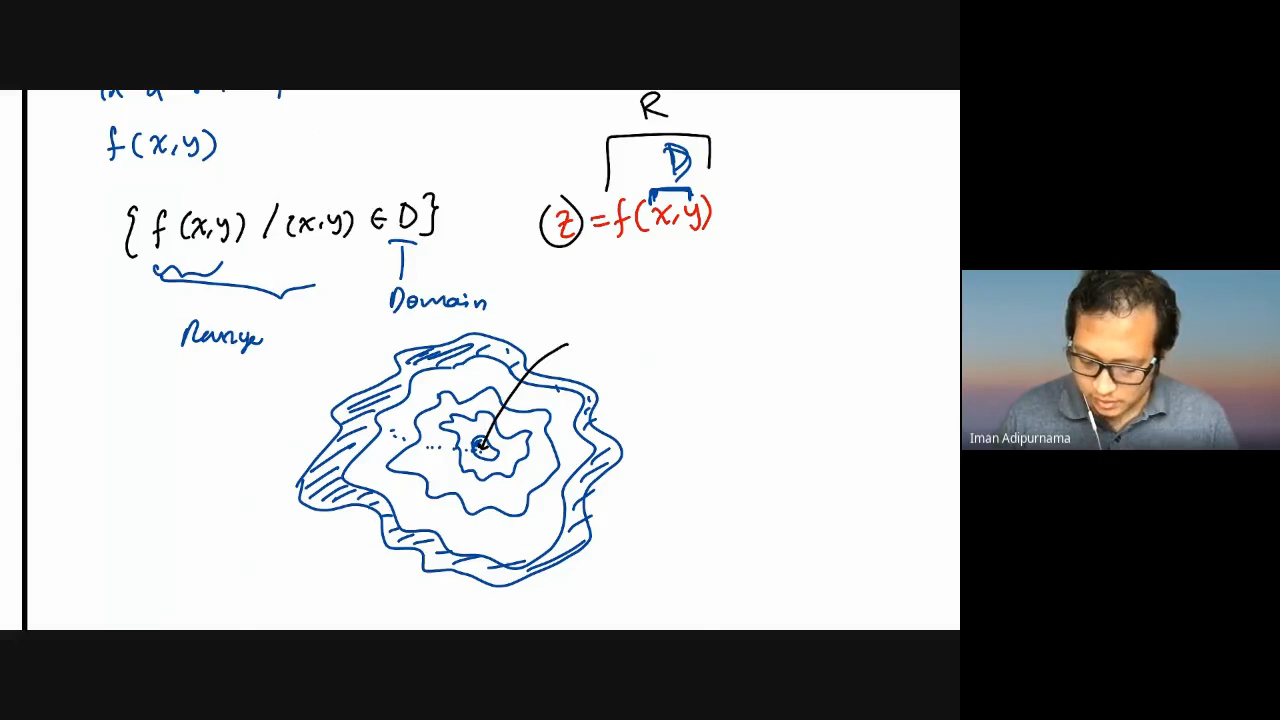 R
f(x,y)
D
{ f(x,y) / (x,y) ∈ D }
z = f(x,y)
Domain
Range
Iman Adipurnama